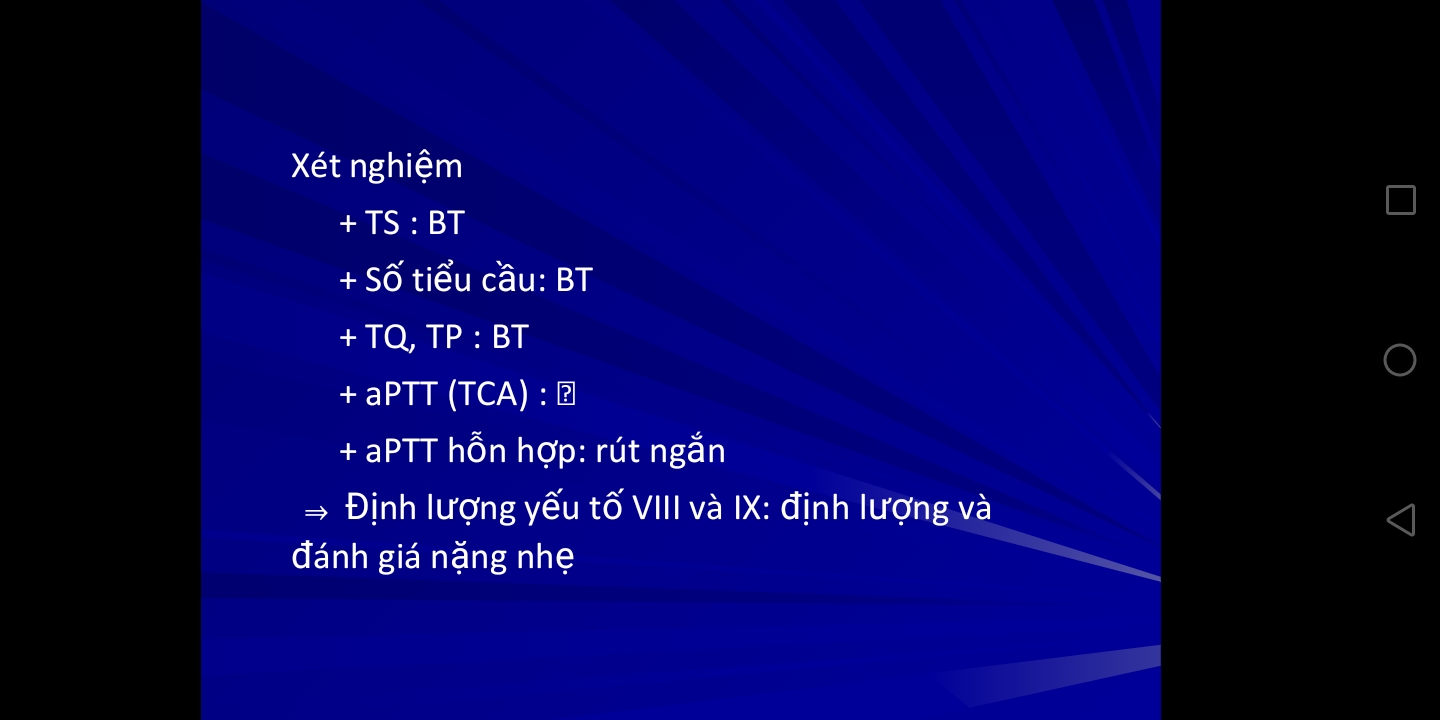 Xét nghiệm
+ TS : BT
+ Số tiểu cầu: BT
+ TQ, TP : BT
+ aPTT (TCA) : 
+ aPTT hỗn hợp: rút ngắn
⇒ Định lượng yếu tố VIII và IX: định lượng và
đánh giá nặng nhẹ